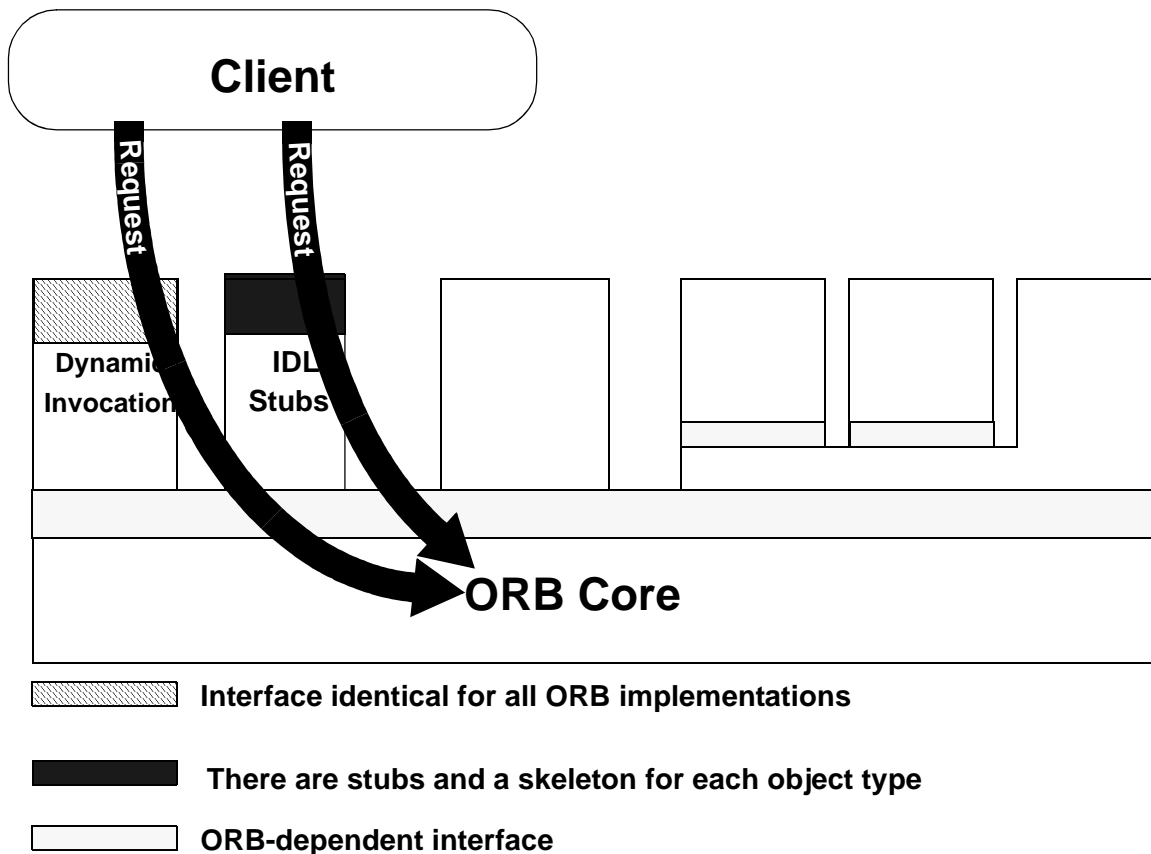 Client
Request
Request
Dynamic
Invocation
IDL
Stubs
ORB Core
Interface identical for all ORB implementations
There are stubs and a skeleton for each object type
ORB-dependent interface